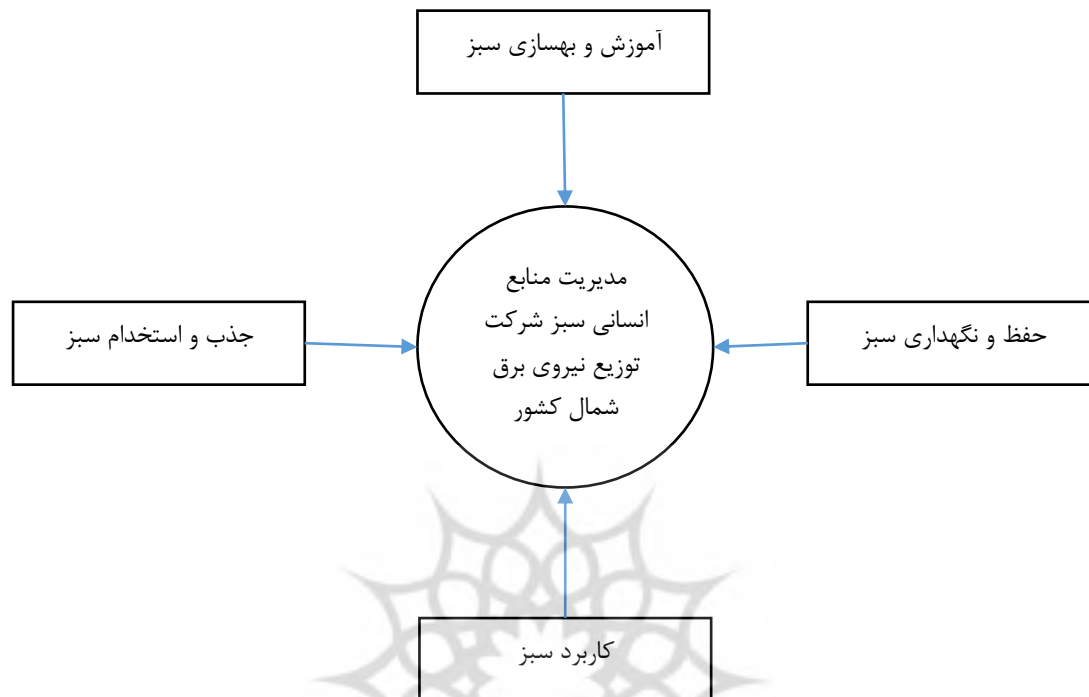 آموزش و بهسازی سبز
مدیریت منابع
انسانی سبز شرکت
توزیع نیروی برق
شمال کشور
حفظ و نگهداری سبز
جذب و استخدام سبز
کاربرد سبز